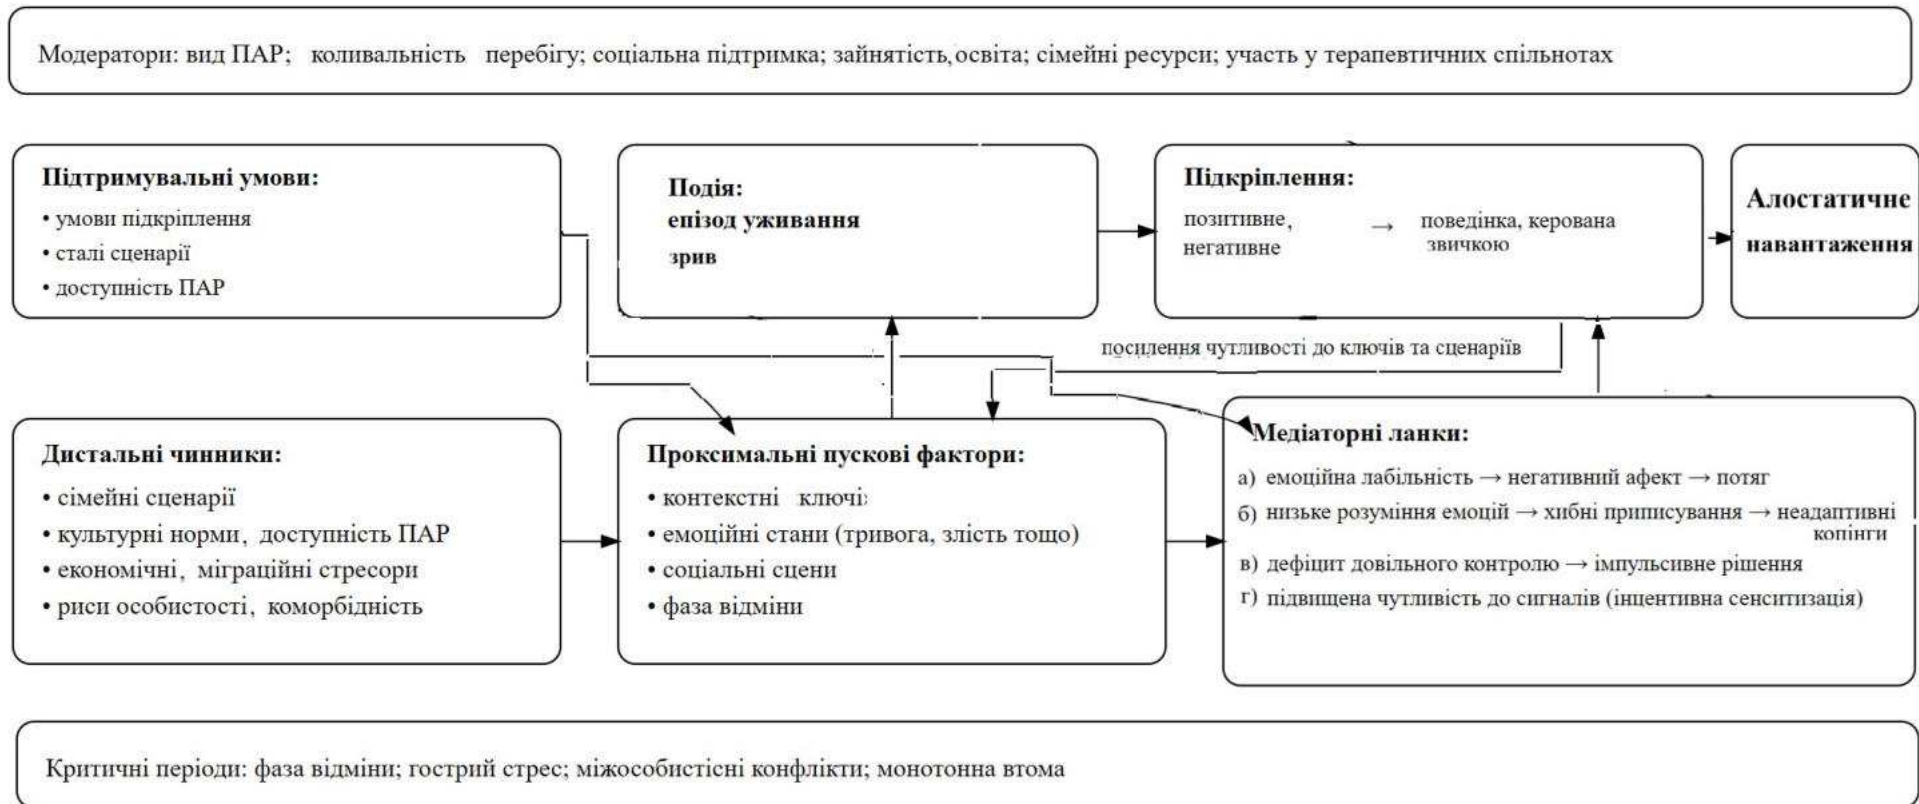 Модератори: вид ПАР; коливальність перебігу; соціальна підтримка; зайнятість, освіта; сімейні ресурси; участь у терапевтичних спільнотах
Підтримувальні умови:
• умови підкріплення
• сталі сценарії
• доступність ПАР
Подія:
епізод уживання
зрив
Підкріплення:
позитивне, → поведінка, керована
негативне звичкою
Алостатичне
навантаження
посилення чутливості до ключів та сценаріїв
Дистальні чинники:
• сімейні сценарії
• культурні норми, доступність ПАР
• економічні, міграційні стресори
• риси особистості, коморбідність
Проксимальні пускові фактори:
• контекстні ключі;
• емоційні стани (тривога, злість тощо)
• соціальні сцени
• фаза відміни
Медіаторні ланки:
а) емоційна лабільність → негативний афект → потяг
б) низьке розуміння емоцій → хибні приписування → неадаптивні
копінги
в) дефіцит довільного контролю → імпульсивне рішення
г) підвищена чутливість до сигналів (інцентивна сенситизація)
Критичні періоди: фаза відміни; гострий стрес; міжособистісні конфлікти; монотонна втома